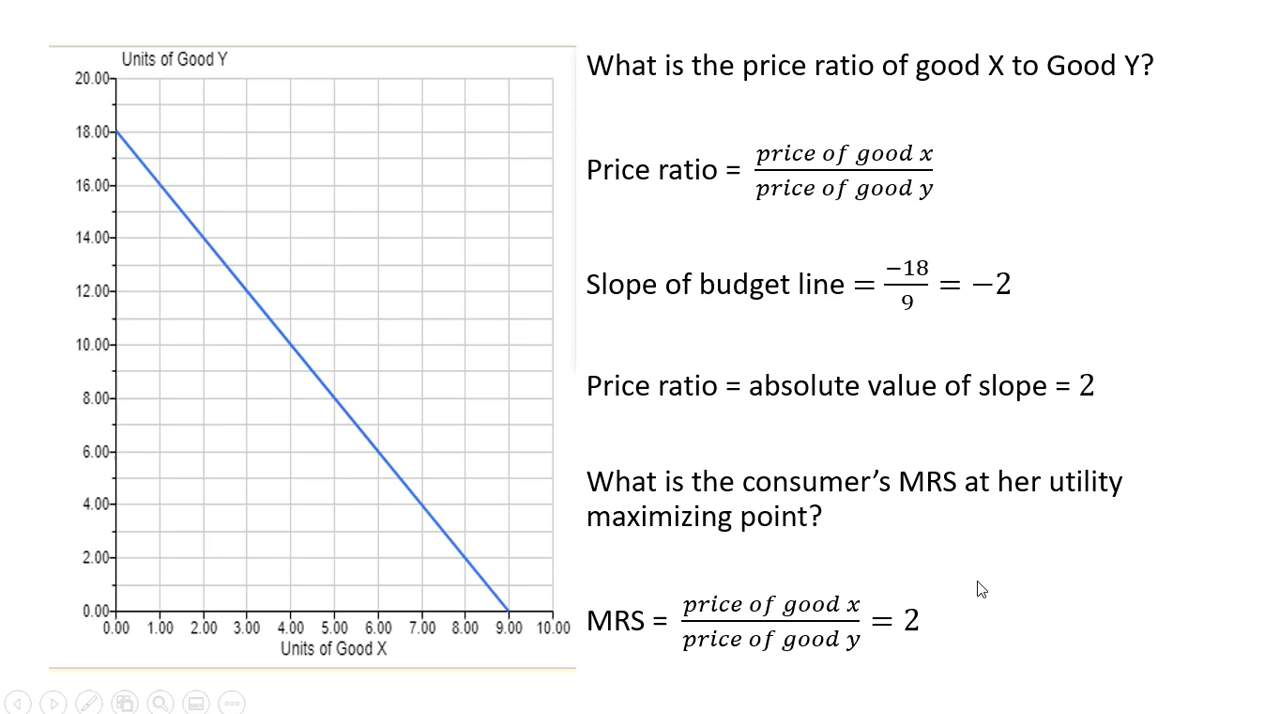 Units of Good Y
20.00
18.00
16.00
14.00
12.00
10.00
8.00
6.00
4.00
2.00
0.00
0.00 1.00 2.00 3.00 4.00 5.00 6.00 7.00 8.00 9.00 10.00
Units of Good X
What is the price ratio of good X to Good Y?
Price ratio = price of good x / price of good y
Slope of budget line = −18/9 = −2
Price ratio = absolute value of slope = 2
What is the consumer’s MRS at her utility
maximizing point?
MRS = price of good x / price of good y = 2